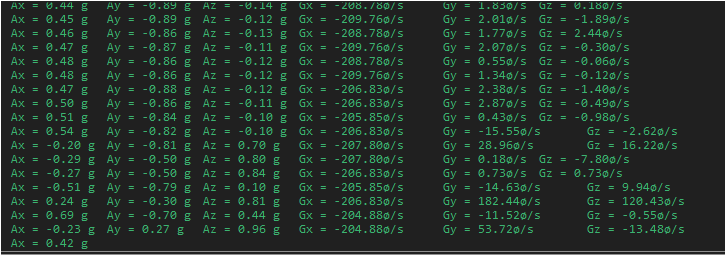 Ax = 0.44 g Ay = -0.89 g Az = -0.14 g Gx = -208.78ø/s Gy = 1.83ø/s Gz = 0.18ø/s
Ax = 0.45 g Ay = -0.89 g Az = -0.12 g Gx = -209.76ø/s Gy = 2.01ø/s Gz = -1.89ø/s
Ax = 0.46 g Ay = -0.86 g Az = -0.13 g Gx = -208.78ø/s Gy = 1.77ø/s Gz = 2.44ø/s
Ax = 0.47 g Ay = -0.87 g Az = -0.11 g Gx = -209.76ø/s Gy = 2.07ø/s Gz = -0.30ø/s
Ax = 0.48 g Ay = -0.86 g Az = -0.12 g Gx = -208.78ø/s Gy = 0.55ø/s Gz = -0.06ø/s
Ax = 0.48 g Ay = -0.86 g Az = -0.12 g Gx = -209.76ø/s Gy = 1.34ø/s Gz = -0.12ø/s
Ax = 0.47 g Ay = -0.88 g Az = -0.12 g Gx = -206.83ø/s Gy = 2.38ø/s Gz = -1.40ø/s
Ax = 0.50 g Ay = -0.86 g Az = -0.11 g Gx = -206.83ø/s Gy = 2.87ø/s Gz = -0.49ø/s
Ax = 0.51 g Ay = -0.84 g Az = -0.10 g Gx = -205.85ø/s Gy = 0.43ø/s Gz = -0.98ø/s
Ax = 0.54 g Ay = -0.82 g Az = -0.10 g Gx = -206.83ø/s Gy = -15.55ø/s Gz = -2.62ø/s
Ax = -0.20 g Ay = -0.81 g Az = 0.70 g Gx = -207.80ø/s Gy = 28.96ø/s Gz = 16.22ø/s
Ax = -0.29 g Ay = -0.50 g Az = 0.80 g Gx = -207.80ø/s Gy = 0.18ø/s Gz = -7.80ø/s
Ax = -0.27 g Ay = -0.50 g Az = 0.84 g Gx = -206.83ø/s Gy = 0.73ø/s Gz = 0.73ø/s
Ax = -0.51 g Ay = -0.79 g Az = 0.10 g Gx = -205.85ø/s Gy = -14.63ø/s Gz = 9.94ø/s
Ax = 0.24 g Ay = -0.30 g Az = 0.81 g Gx = -206.83ø/s Gy = 182.44ø/s Gz = 120.43ø/s
Ax = 0.69 g Ay = -0.70 g Az = 0.44 g Gx = -204.88ø/s Gy = -11.52ø/s Gz = -0.55ø/s
Ax = -0.23 g Ay = 0.27 g Az = 0.96 g Gx = -204.88ø/s Gy = 53.72ø/s Gz = -13.48ø/s
Ax = 0.42 g